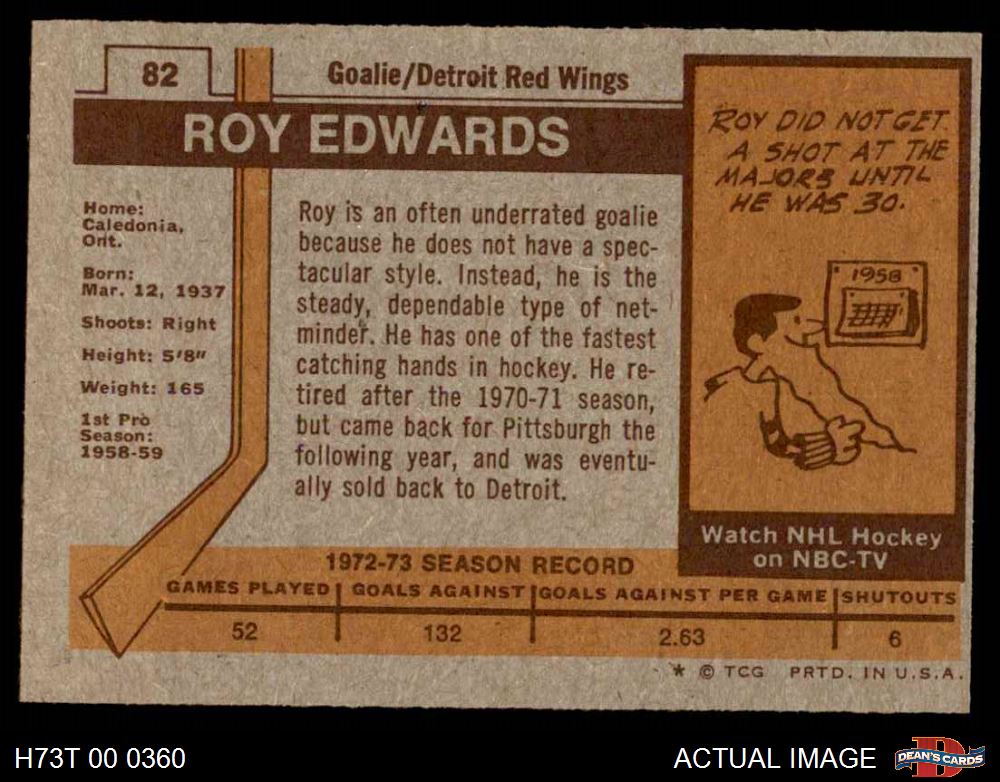 82
Goalie/Detroit Red Wings
ROY EDWARDS
Home:
Caledonia,
Ont.
Born:
Mar. 12, 1937
Shoots: Right
Height: 5'8"
Weight: 165
1st Pro
Season:
1958-59
Roy is an often underrated goalie
because he does not have a spec-
tacular style. Instead, he is the
steady, dependable type of net-
minder. He has one of the fastest
catching hands in hockey. He re-
tired after the 1970-71 season,
but came back for Pittsburgh the
following year, and was eventu-
ally sold back to Detroit.
ROY DID NOT GET
A SHOT AT THE
MAJORS UNTIL
HE WAS 30.
1958
Watch NHL Hockey
on NBC-TV
1972-73 SEASON RECORD
GAMES PLAYED GOALS AGAINST GOALS AGAINST PER GAME SHUTOUTS
52 132 2.63 6
* © TCG PRTD. IN U.S.A.
H73T 00 0360
ACTUAL IMAGE
D
DEAN'S CARDS